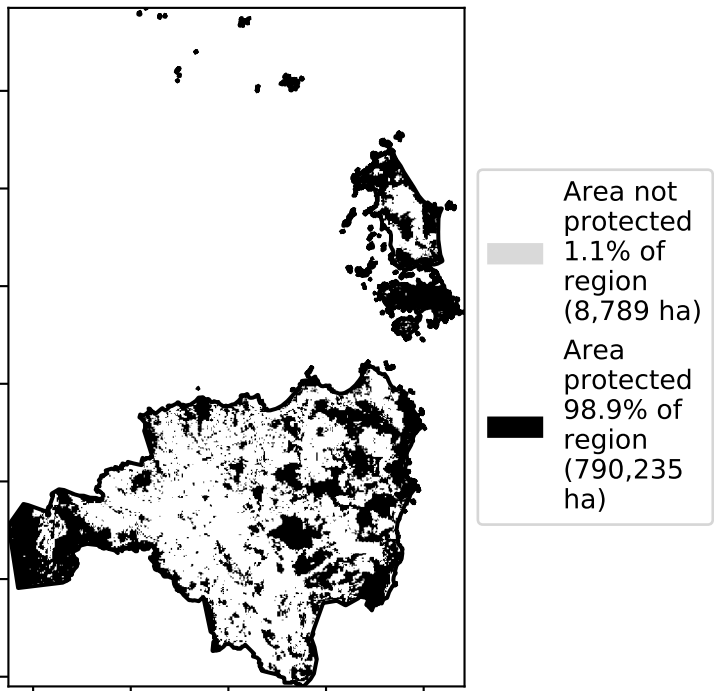 Area not
protected
1.1% of
region
(8,789 ha)
Area
protected
98.9% of
region
(790,235
ha)